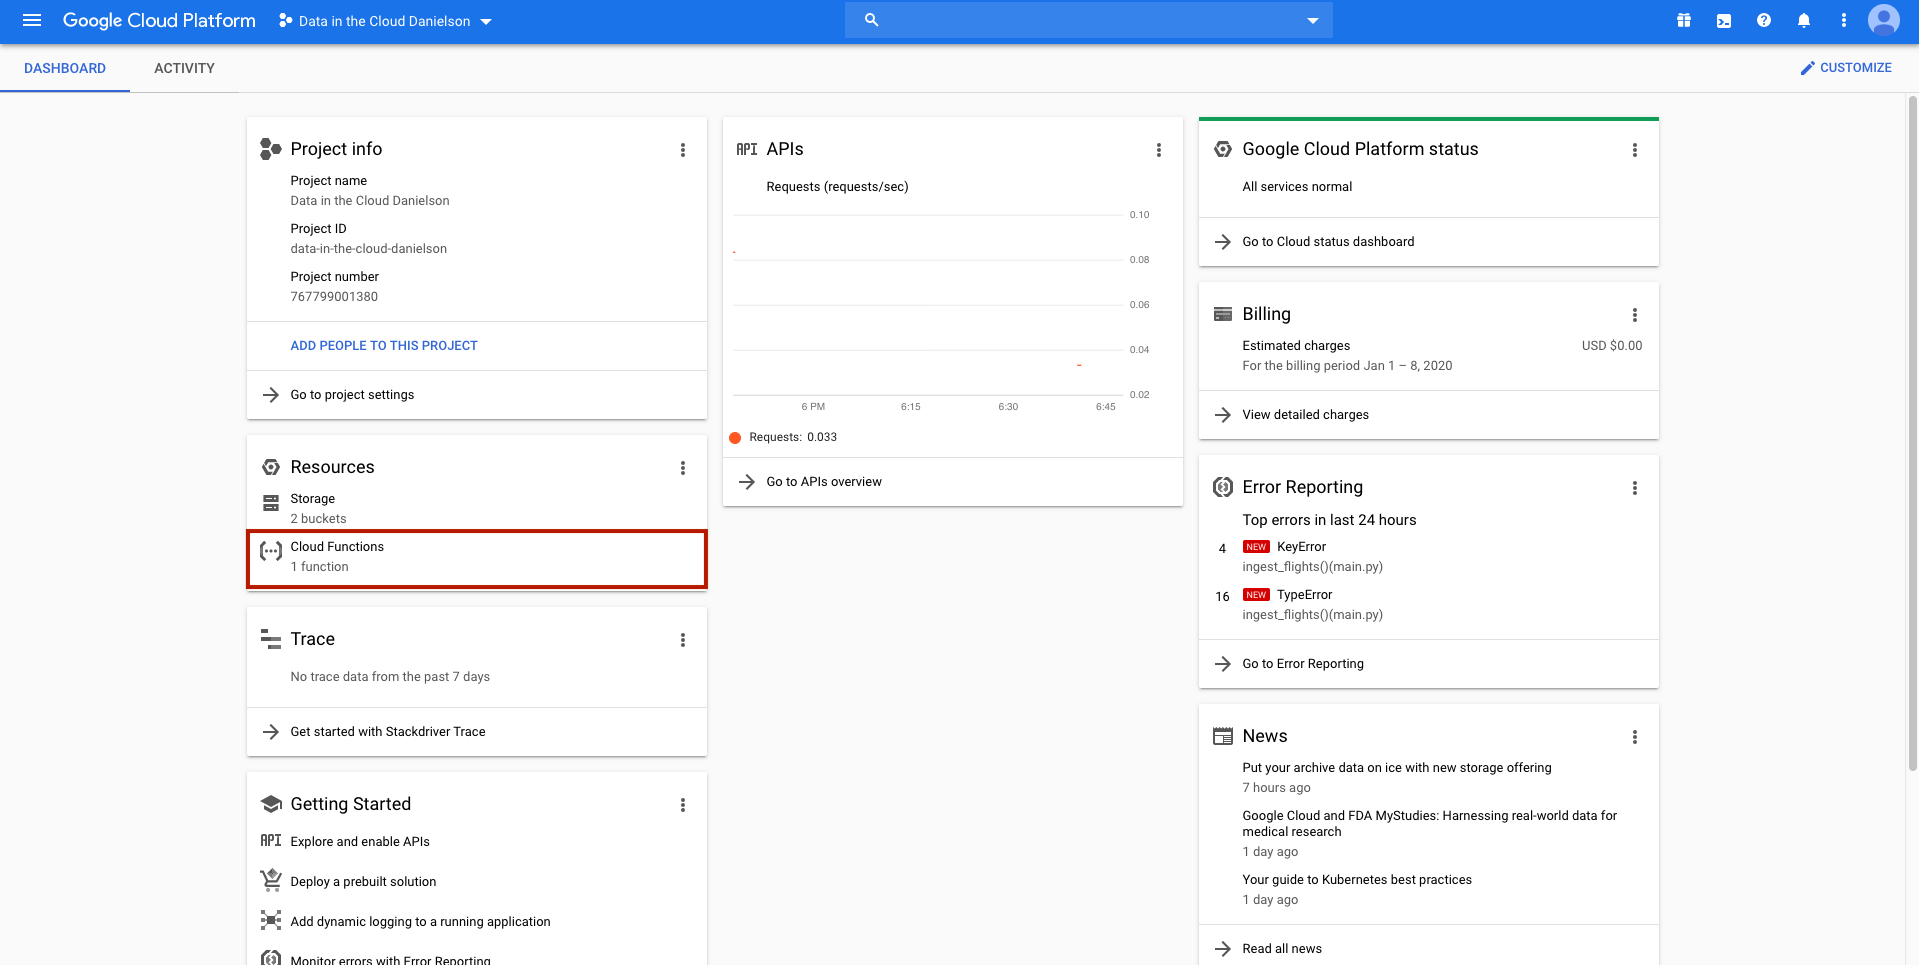 Google Cloud Platform
Data in the Cloud Danielson
DASHBOARD
ACTIVITY
CUSTOMIZE
Project info
Project name
Data in the Cloud Danielson
Project ID
data-in-the-cloud-danielson
Project number
767799001380
ADD PEOPLE TO THIS PROJECT
Go to project settings
Resources
Storage
2 buckets
Cloud Functions
1 function
Trace
No trace data from the past 7 days
Get started with Stackdriver Trace
Getting Started
API Explore and enable APIs
Deploy a prebuilt solution
Add dynamic logging to a running application
Monitor errors with Error Reporting
API APIs
Requests (requests/sec)
0.10
0.08
0.06
0.04
0.02
6 PM 6:15 6:30 6:45
Requests: 0.033
Go to APIs overview
Google Cloud Platform status
All services normal
Go to Cloud status dashboard
Billing
Estimated charges USD $0.00
For the billing period Jan 1 – 8, 2020
View detailed charges
Error Reporting
Top errors in last 24 hours
4 NEW KeyError
ingest_flights()(main.py)
16 NEW TypeError
ingest_flights()(main.py)
Go to Error Reporting
News
Put your archive data on ice with new storage offering
7 hours ago
Google Cloud and FDA MyStudies: Harnessing real-world data for
medical research
1 day ago
Your guide to Kubernetes best practices
1 day ago
Read all news